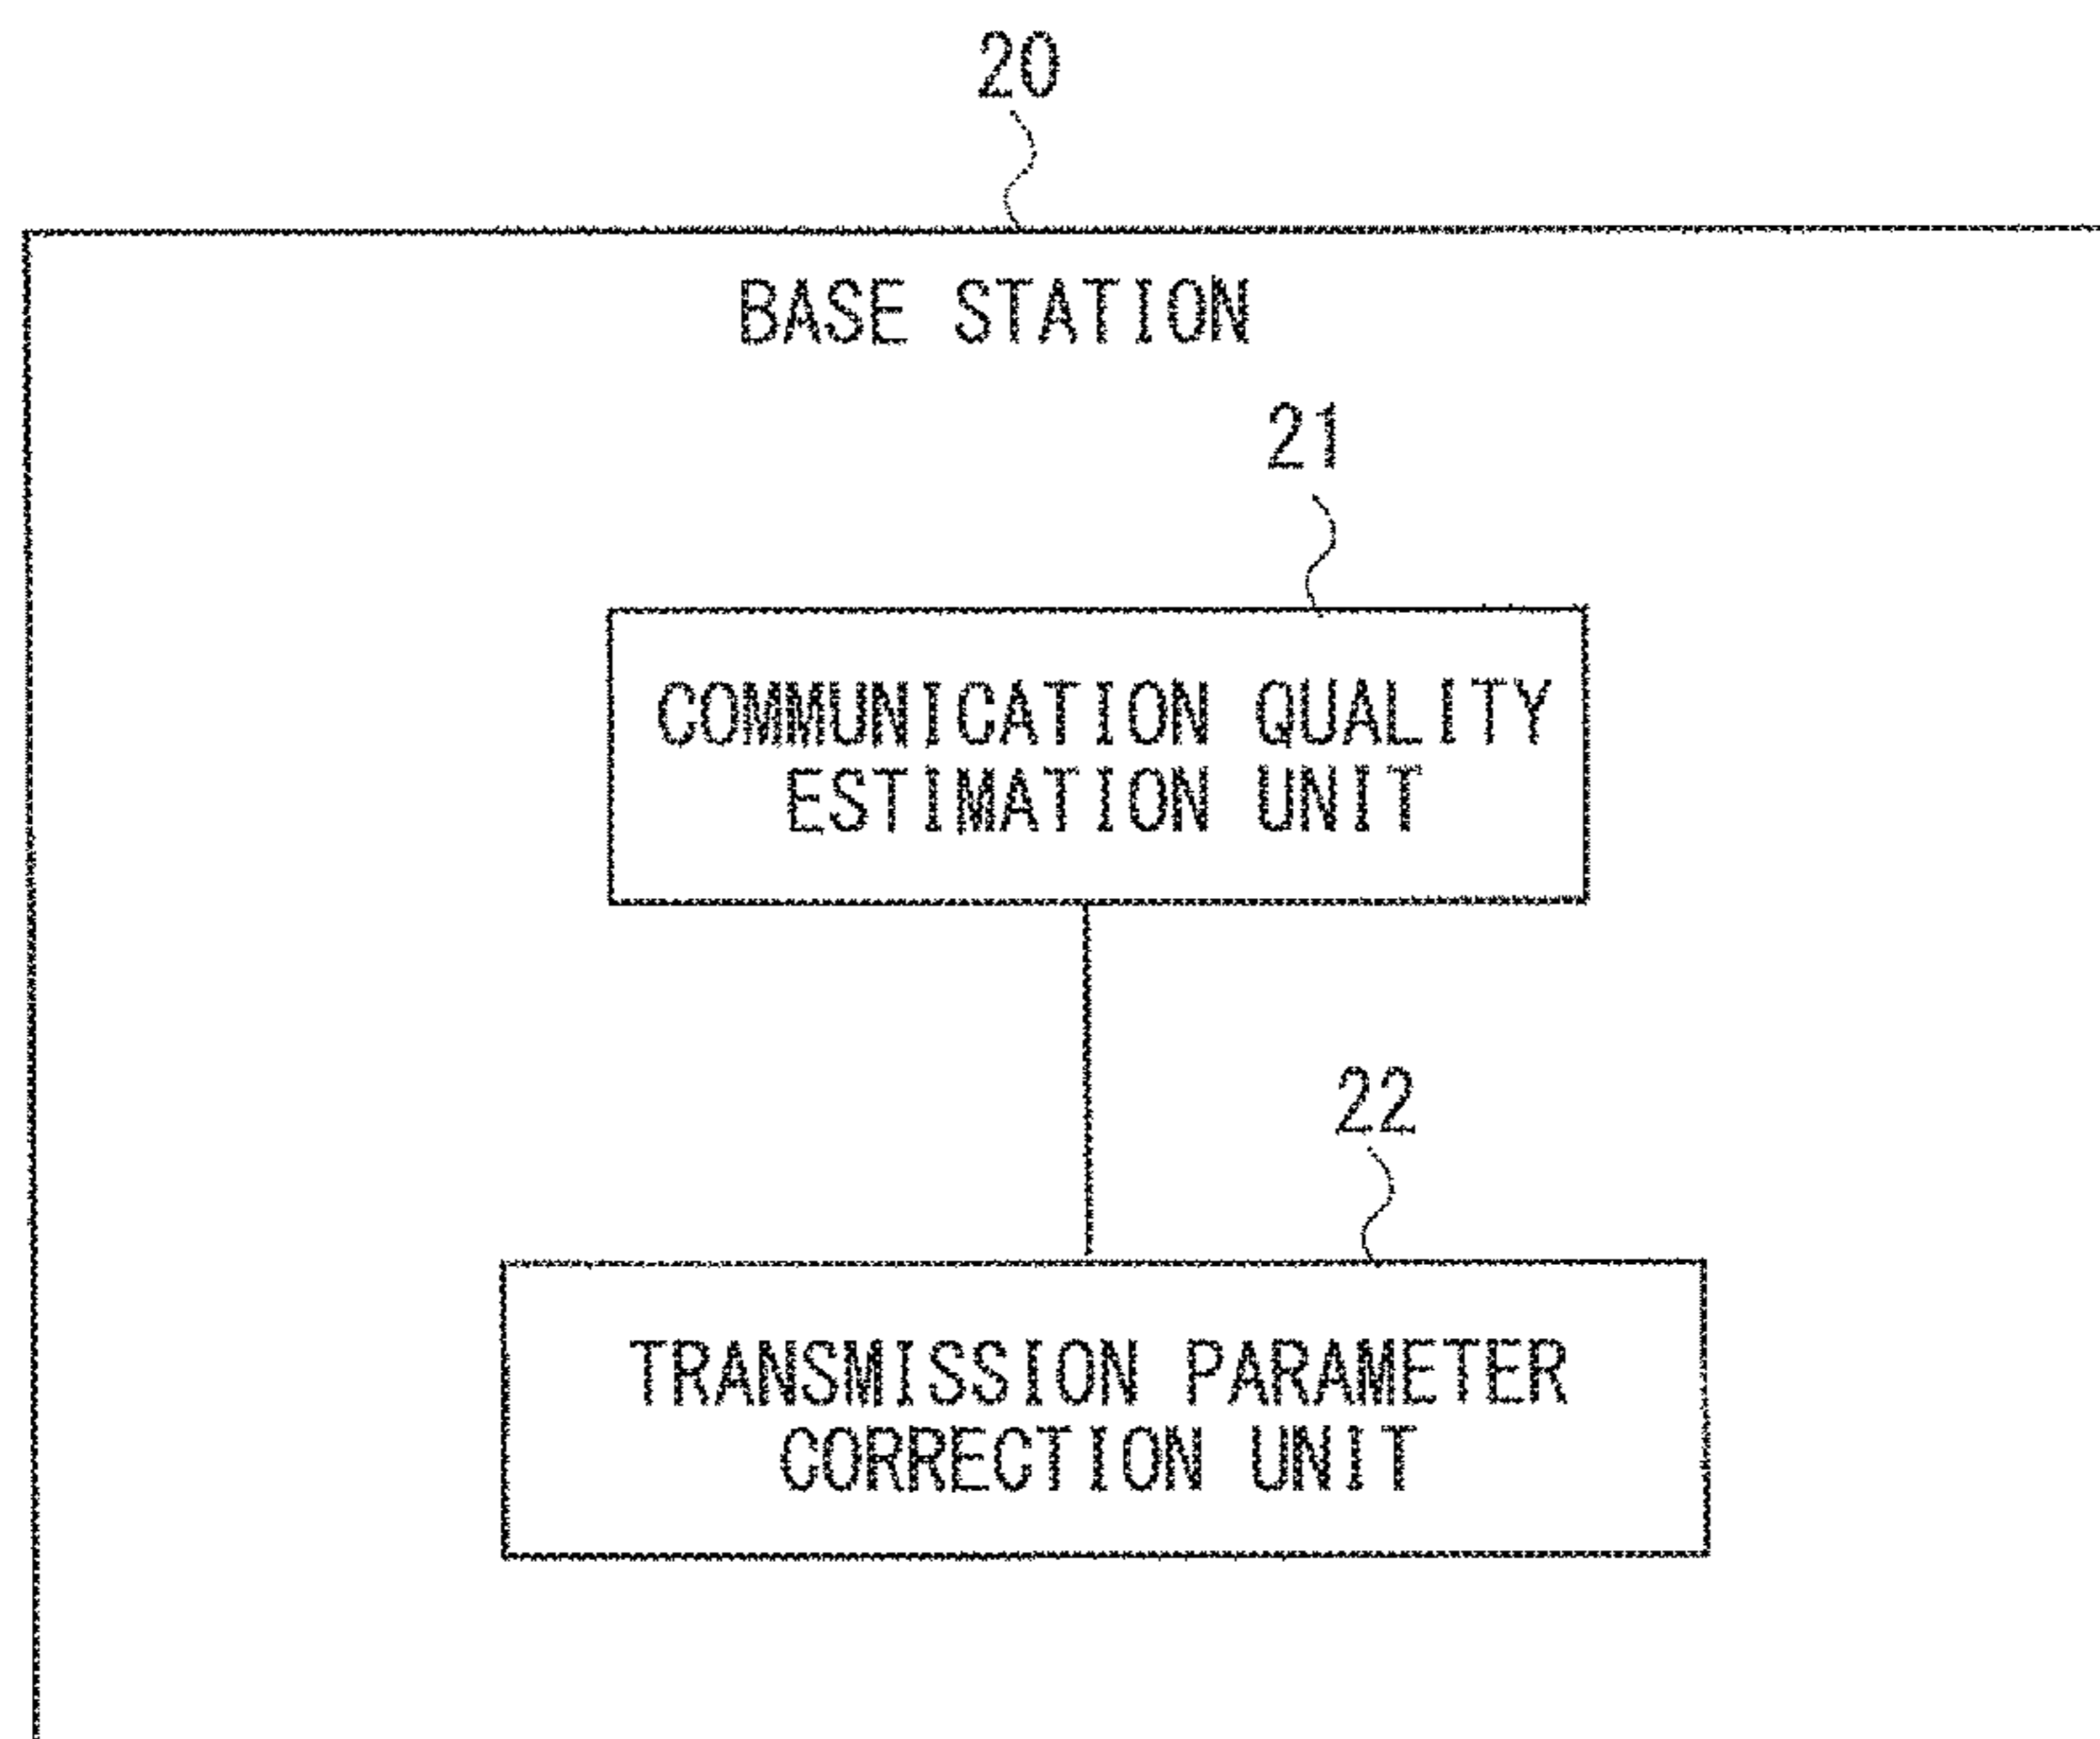 20
BASE STATION
21
COMMUNICATION QUALITY
ESTIMATION UNIT
22
TRANSMISSION PARAMETER
CORRECTION UNIT